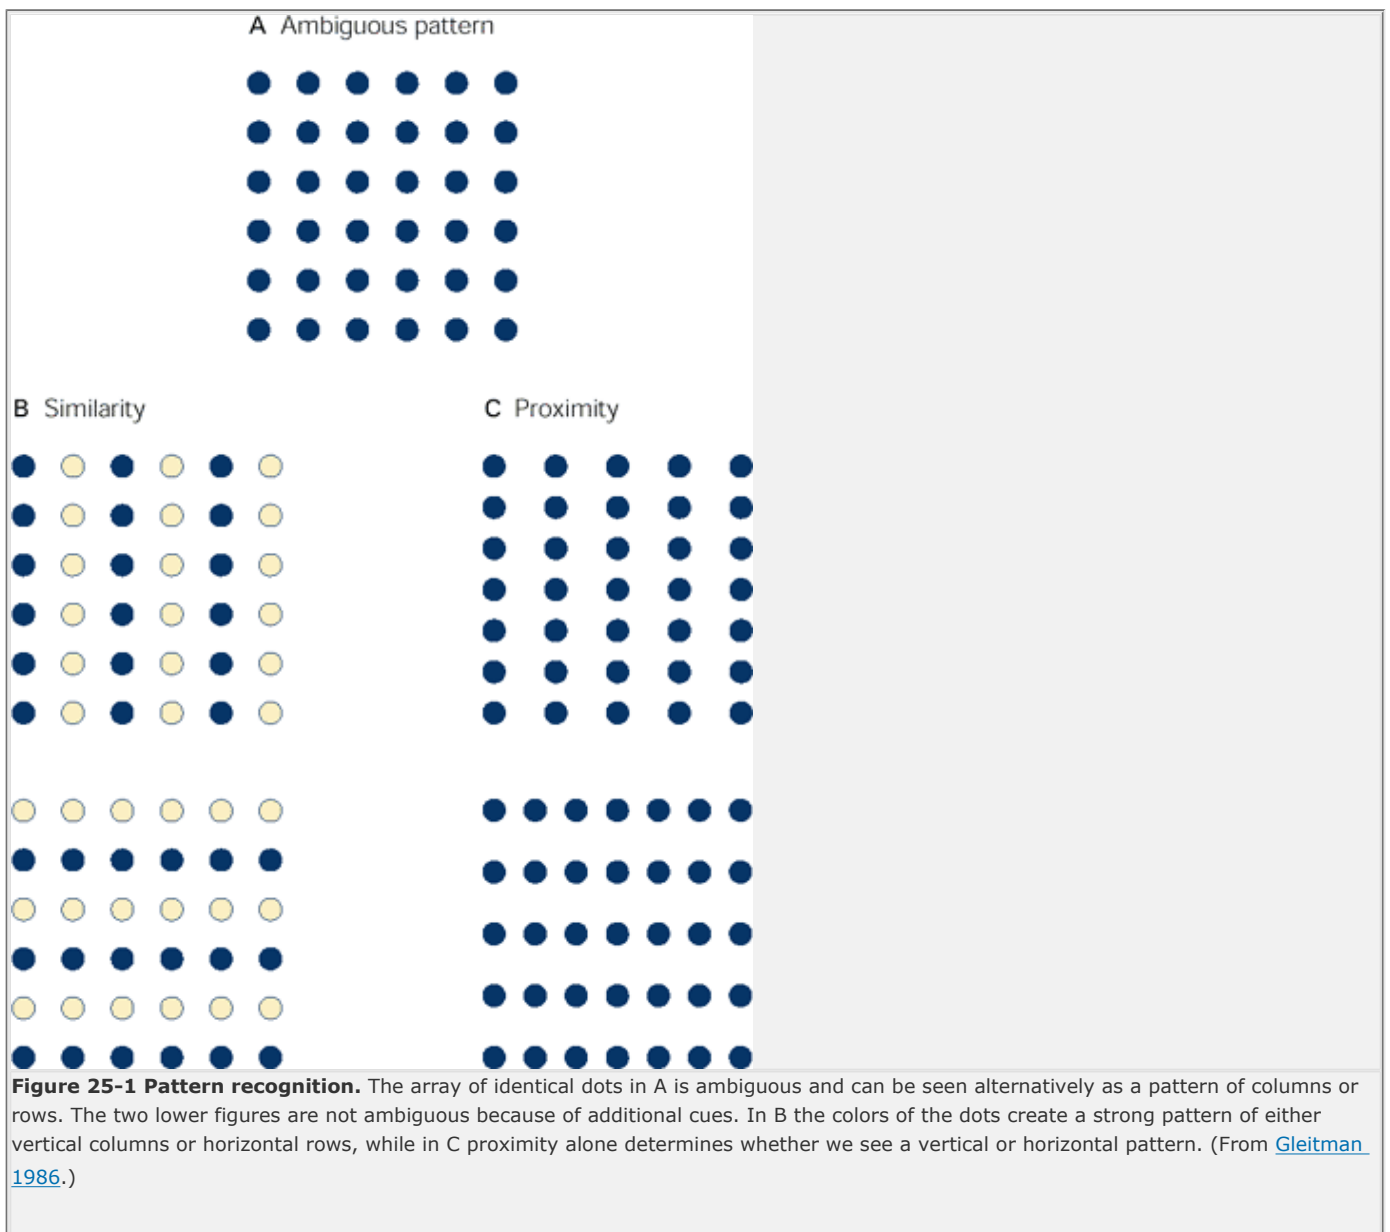 A Ambiguous pattern
B Similarity
C Proximity
Figure 25-1 Pattern recognition. The array of identical dots in A is ambiguous and can be seen alternatively as a pattern of columns or
rows. The two lower figures are not ambiguous because of additional cues. In B the colors of the dots create a strong pattern of either
vertical columns or horizontal rows, while in C proximity alone determines whether we see a vertical or horizontal pattern. (From Gleitman
1986.)